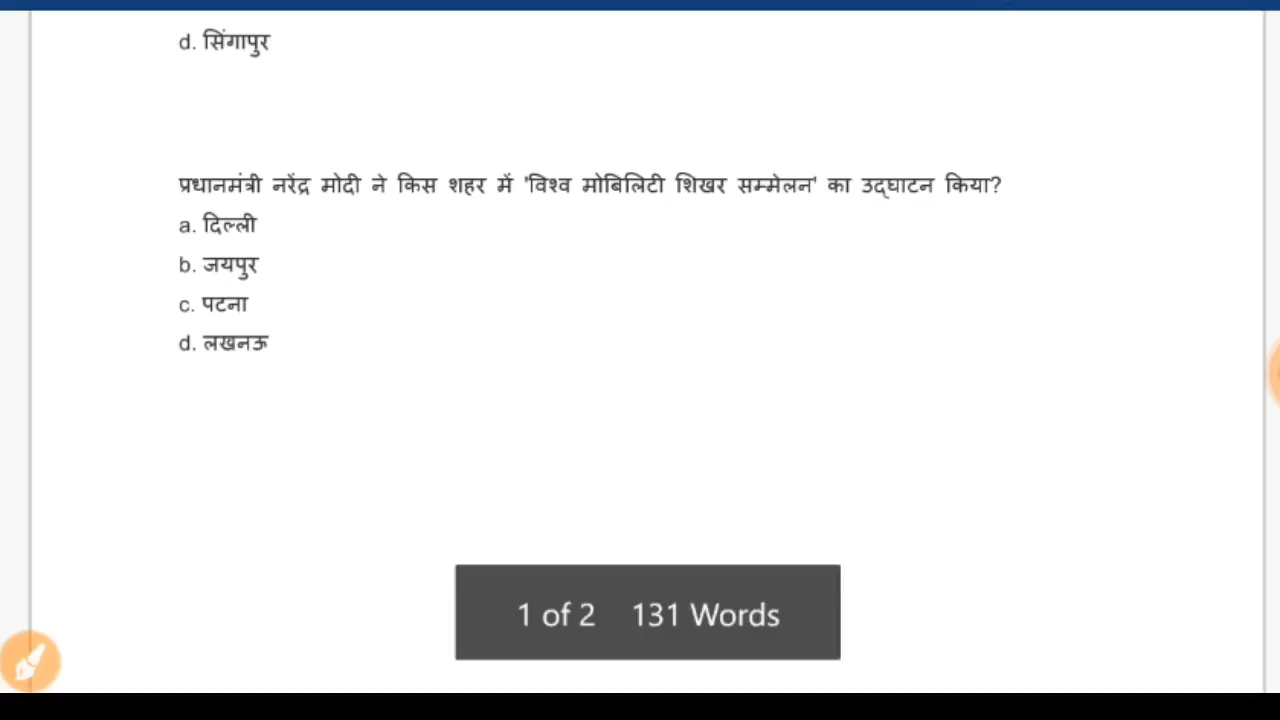 d. सिंगापुर
प्रधानमंत्री नरेंद्र मोदी ने किस शहर में 'विश्व मोबिलिटी शिखर सम्मेलन' का उद्घाटन किया?
a. दिल्ली
b. जयपुर
c. पटना
d. लखनऊ
1 of 2 131 Words